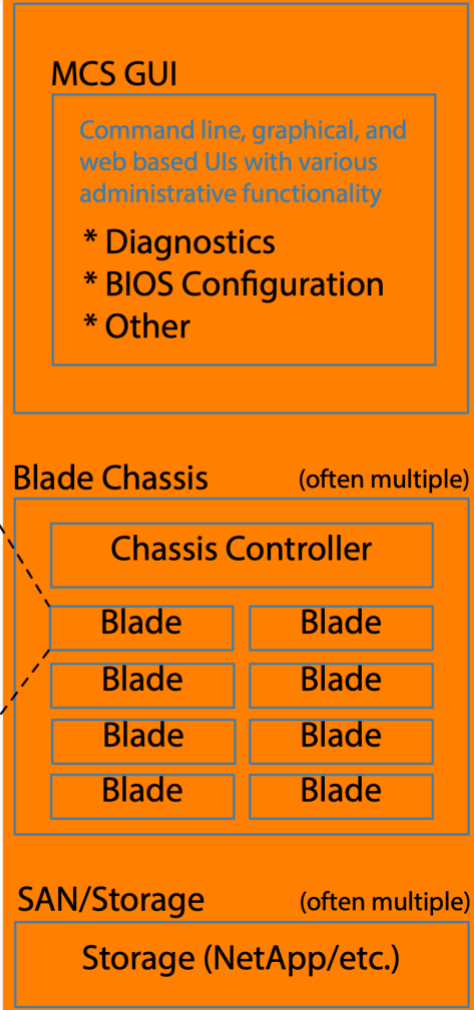 MCS GUI
Command line, graphical, and
web based UIs with various
administrative functionality
* Diagnostics
* BIOS Configuration
* Other
Blade Chassis (often multiple)
Chassis Controller
Blade Blade
Blade Blade
Blade Blade
Blade Blade
SAN/Storage (often multiple)
Storage (NetApp/etc.)